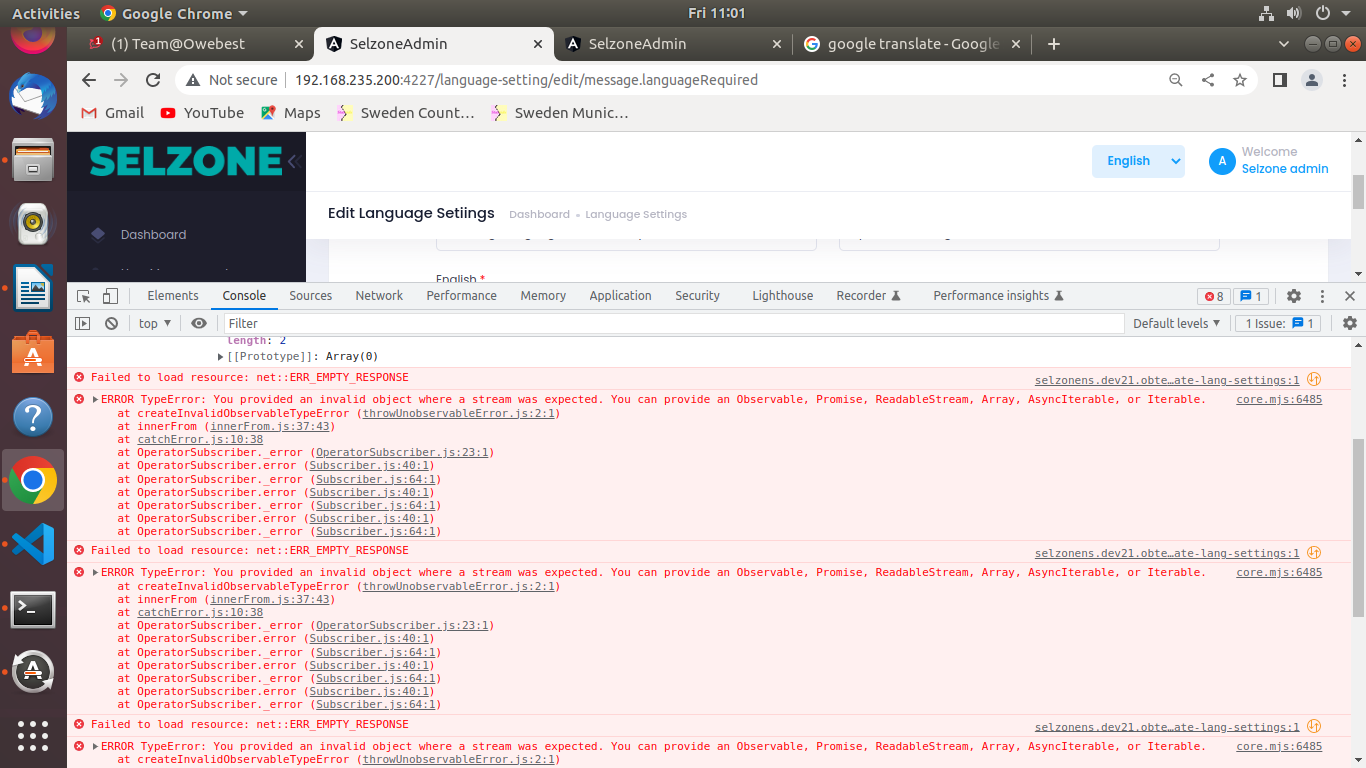 Activities
Google Chrome
Fri 11:01
(1) Team@Owebest
SelzoneAdmin
SelzoneAdmin
google translate - Google
Not secure
192.168.235.200:4227/language-setting/edit/message.languageRequired
Gmail
YouTube
Maps
Sweden Count…
Sweden Munic…
SELZONE
English
A
Welcome
Selzone admin
Edit Language Setiings
Dashboard
Language Settings
Dashboard
English *
Elements
Console
Sources
Network
Performance
Memory
Application
Security
Lighthouse
Recorder
Performance insights
8
1
top
Filter
Default levels
1 Issue:
1
length: 2
[[Prototype]]: Array(0)
Failed to load resource: net::ERR_EMPTY_RESPONSE
selzonens.dev21.obte…ate-lang-settings:1
ERROR TypeError: You provided an invalid object where a stream was expected. You can provide an Observable, Promise, ReadableStream, Array, AsyncIterable, or Iterable.
core.mjs:6485
at createInvalidObservableTypeError (throwUnobservableError.js:2:1)
at innerFrom (innerFrom.js:37:43)
at catchError.js:10:38
at OperatorSubscriber._error (OperatorSubscriber.js:23:1)
at OperatorSubscriber.error (Subscriber.js:40:1)
at OperatorSubscriber._error (Subscriber.js:64:1)
at OperatorSubscriber.error (Subscriber.js:40:1)
at OperatorSubscriber._error (Subscriber.js:64:1)
at OperatorSubscriber.error (Subscriber.js:40:1)
at OperatorSubscriber._error (Subscriber.js:64:1)
Failed to load resource: net::ERR_EMPTY_RESPONSE
selzonens.dev21.obte…ate-lang-settings:1
ERROR TypeError: You provided an invalid object where a stream was expected. You can provide an Observable, Promise, ReadableStream, Array, AsyncIterable, or Iterable.
core.mjs:6485
at createInvalidObservableTypeError (throwUnobservableError.js:2:1)
at innerFrom (innerFrom.js:37:43)
at catchError.js:10:38
at OperatorSubscriber._error (OperatorSubscriber.js:23:1)
at OperatorSubscriber.error (Subscriber.js:40:1)
at OperatorSubscriber._error (Subscriber.js:64:1)
at OperatorSubscriber.error (Subscriber.js:40:1)
at OperatorSubscriber._error (Subscriber.js:64:1)
at OperatorSubscriber.error (Subscriber.js:40:1)
at OperatorSubscriber._error (Subscriber.js:64:1)
Failed to load resource: net::ERR_EMPTY_RESPONSE
selzonens.dev21.obte…ate-lang-settings:1
ERROR TypeError: You provided an invalid object where a stream was expected. You can provide an Observable, Promise, ReadableStream, Array, AsyncIterable, or Iterable.
core.mjs:6485
at createInvalidObservableTypeError (throwUnobservableError.js:2:1)